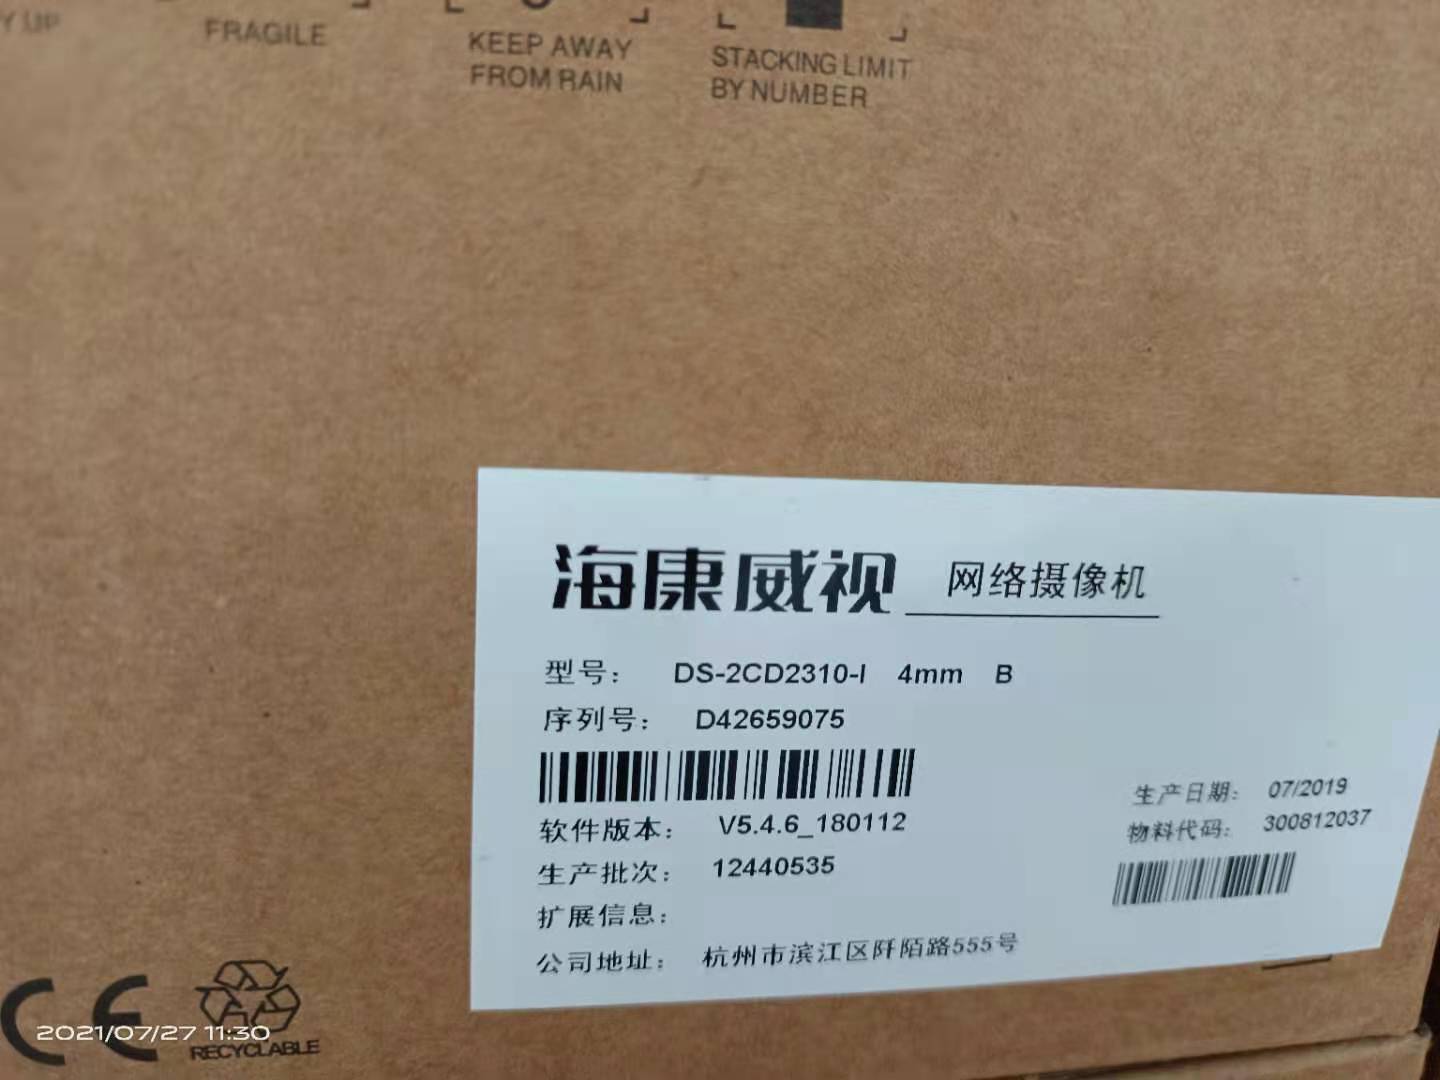 Y UP
FRAGILE
KEEP AWAY
FROM RAIN
STACKING LIMIT
BY NUMBER
海康威视 网络摄像机
型号: DS-2CD2310-I 4mm B
序列号: D42659075
软件版本: V5.4.6_180112
生产批次: 12440535
扩展信息:
公司地址: 杭州市滨江区阡陌路555号
生产日期: 07/2019
物料代码: 300812037
CE
RECYCLABLE
2021/07/27 11:30